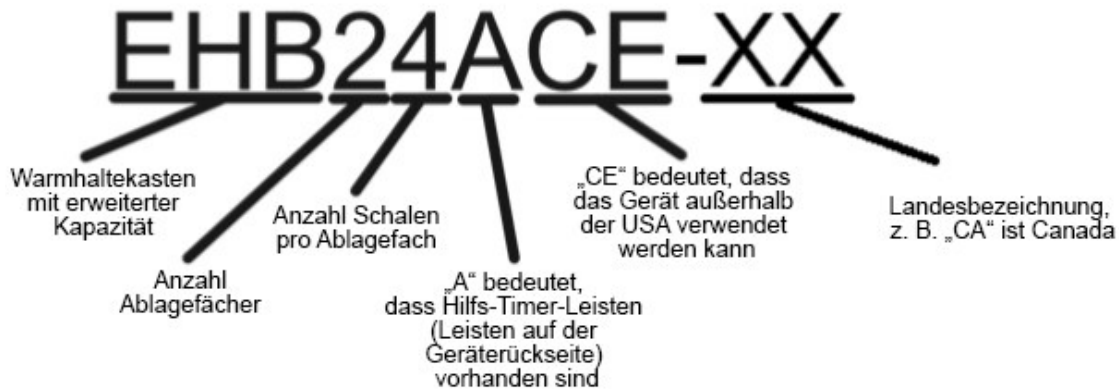 EHB24ACE-XX
Warmhaltekasten
mit erweiterter
Kapazität
Anzahl
Ablagefächer
Anzahl Schalen
pro Ablagefach
„A“ bedeutet,
dass Hilfs-Timer-Leisten
(Leisten auf der
Geräterückseite)
vorhanden sind
„CE“ bedeutet, dass
das Gerät außerhalb
der USA verwendet
werden kann
Landesbezeichnung,
z. B. „CA“ ist Canada